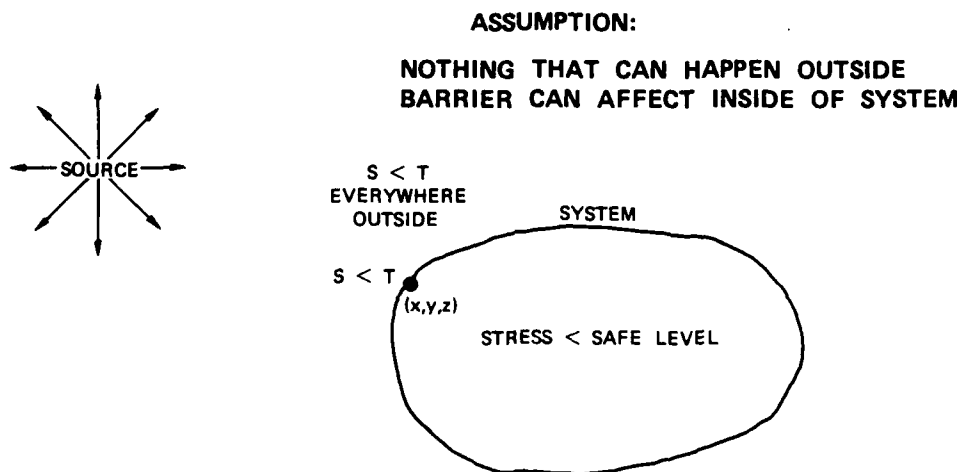 ASSUMPTION:
NOTHING THAT CAN HAPPEN OUTSIDE
BARRIER CAN AFFECT INSIDE OF SYSTEM
SOURCE
S < T
EVERYWHERE
OUTSIDE
SYSTEM
S < T
(x,y,z)
STRESS < SAFE LEVEL